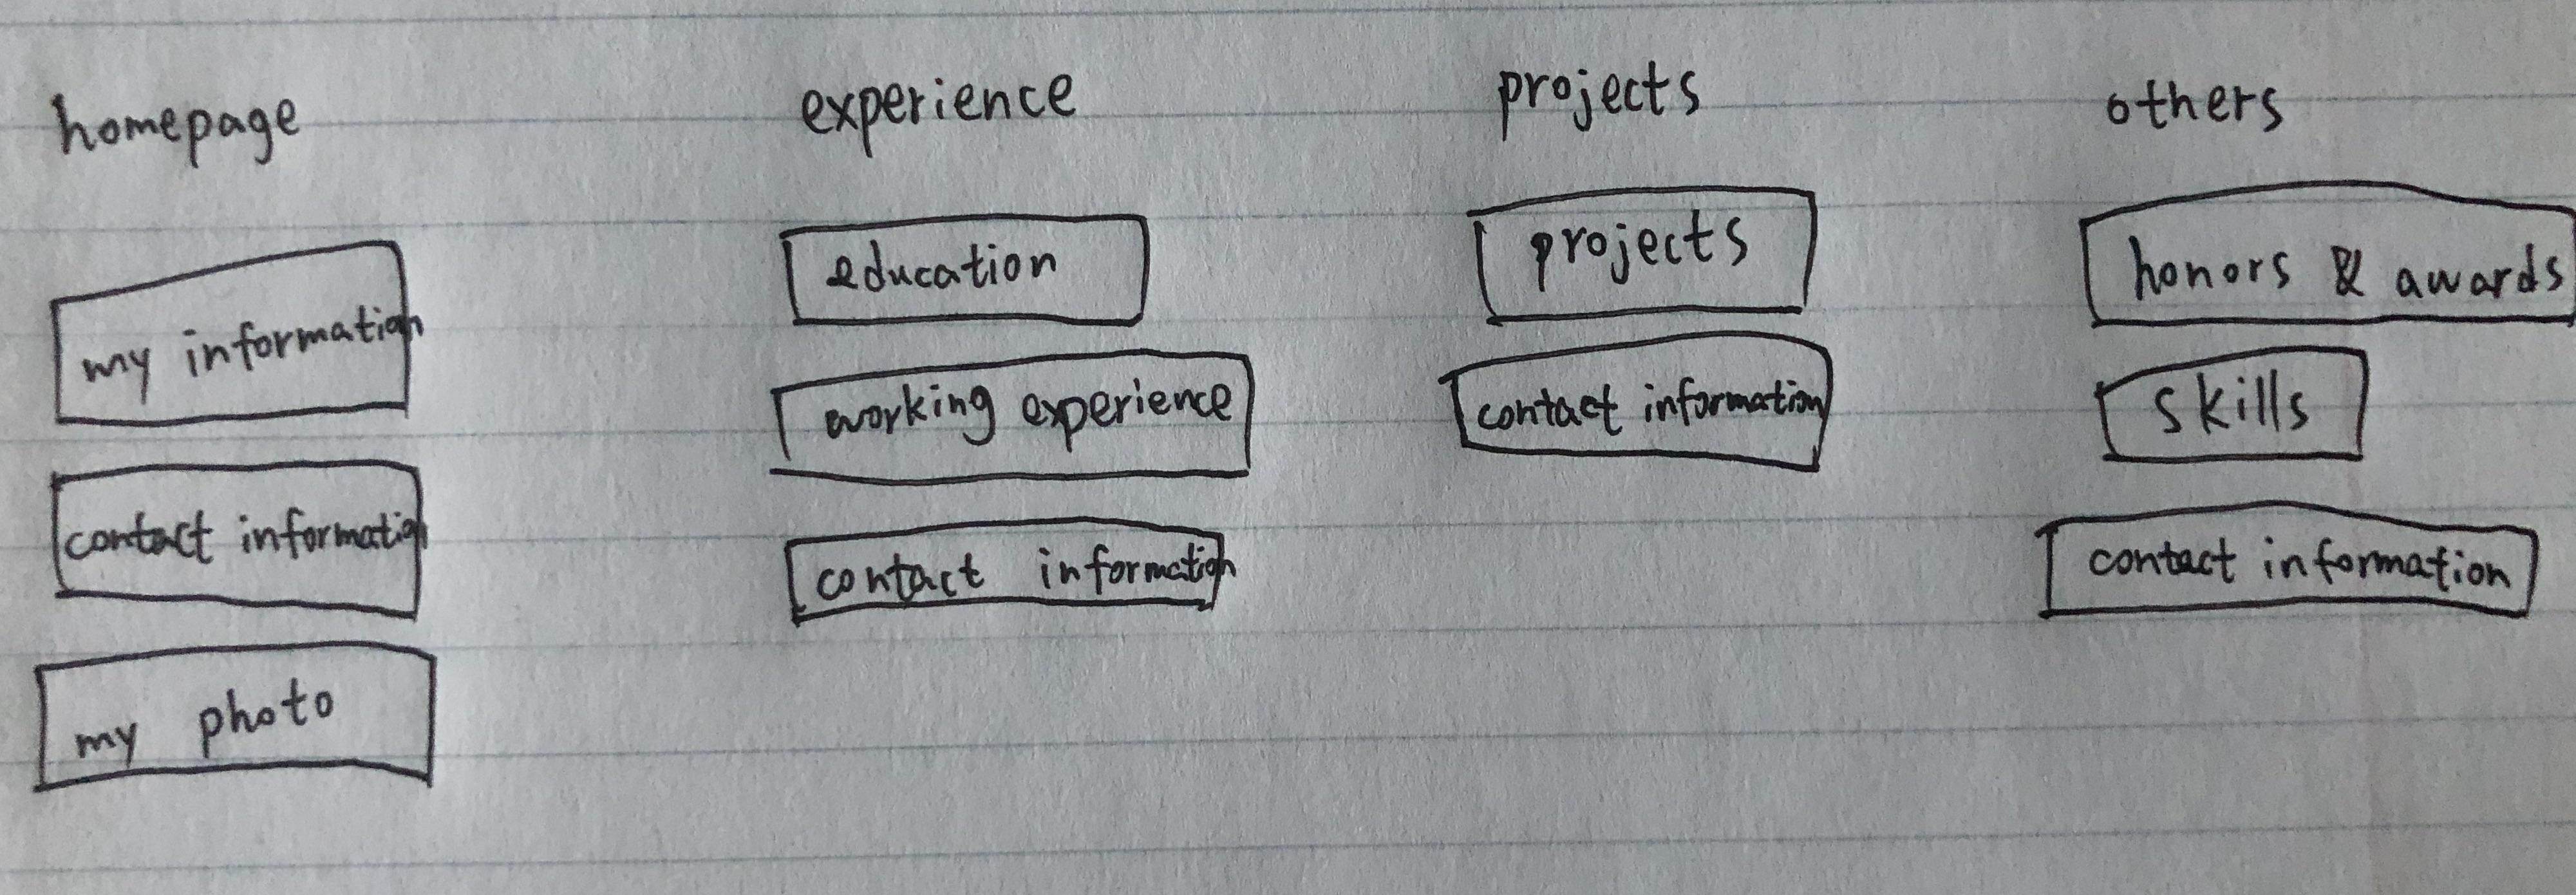 homepage
my information
contact information
my photo
experience
education
working experience
contact information
projects
projects
contact information
others
honors & awards
skills
contact information